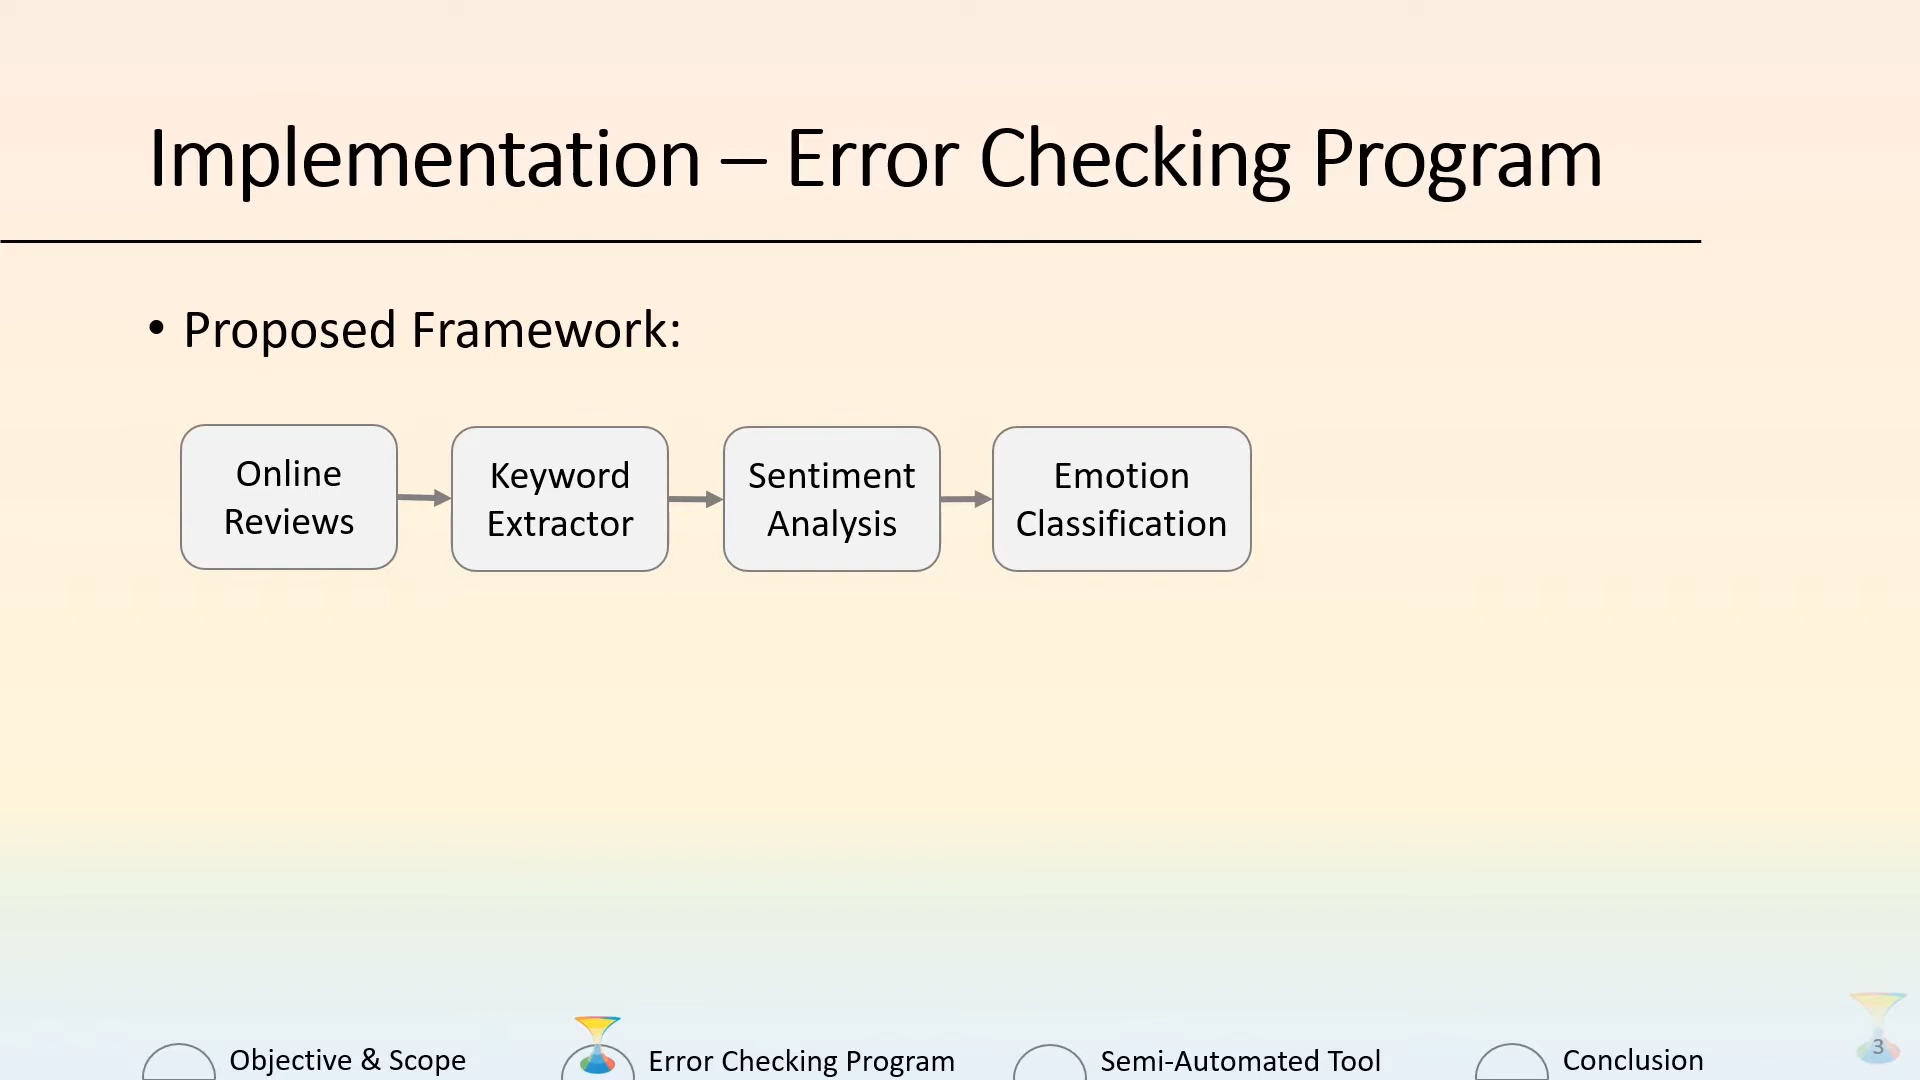 Implementation – Error Checking Program
• Proposed Framework:
Online
Reviews
Keyword
Extractor
Sentiment
Analysis
Emotion
Classification
Objective & Scope
Error Checking Program
Semi-Automated Tool
Conclusion
3